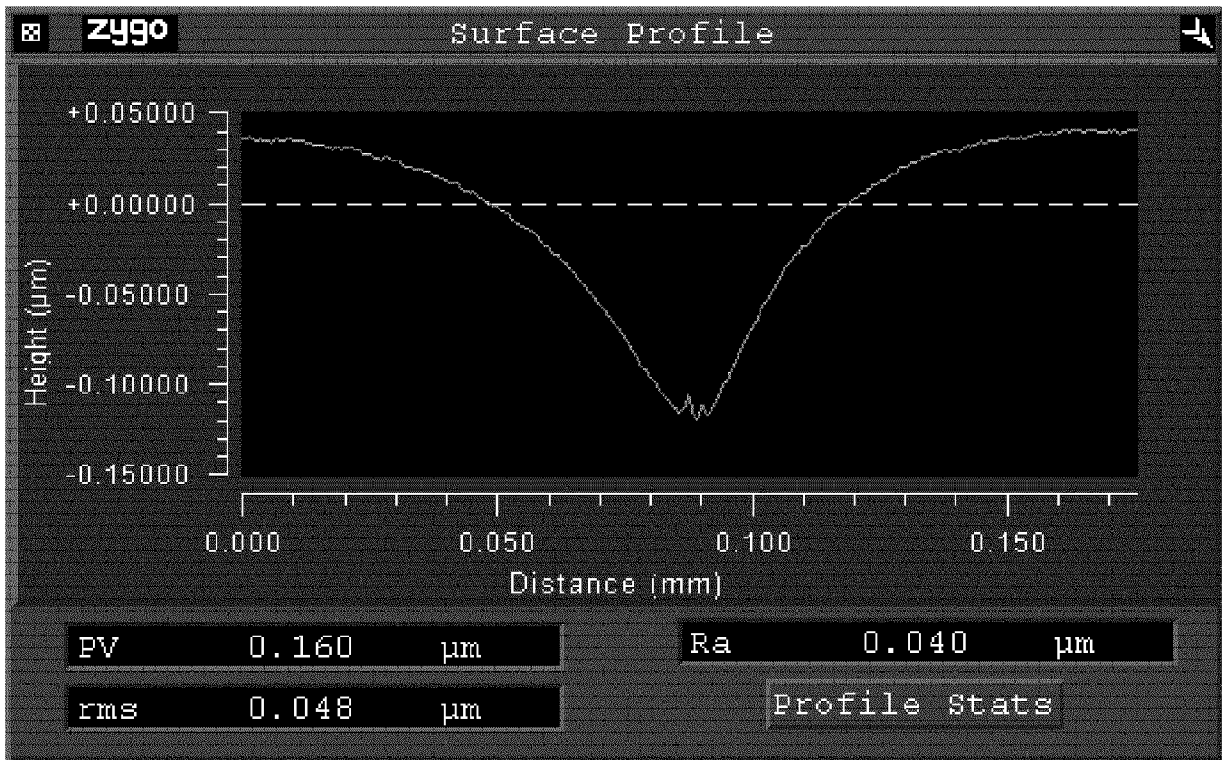 zygo Surface Profile
+0.05000
+0.00000
-0.05000
-0.10000
-0.15000
Height (µm)
0.000 0.050 0.100 0.150
Distance (mm)
PV 0.160 µm Ra 0.040 µm
rms 0.048 µm Profile Stats